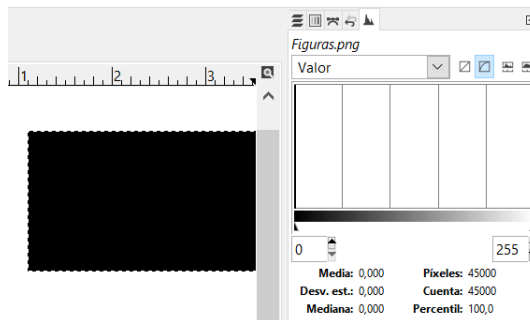 Figuras.png
Valor
1 2 3
0 255
Media: 0,000 Píxeles: 45000
Desv. est.: 0,000 Cuenta: 45000
Mediana: 0,000 Percentil: 100,0